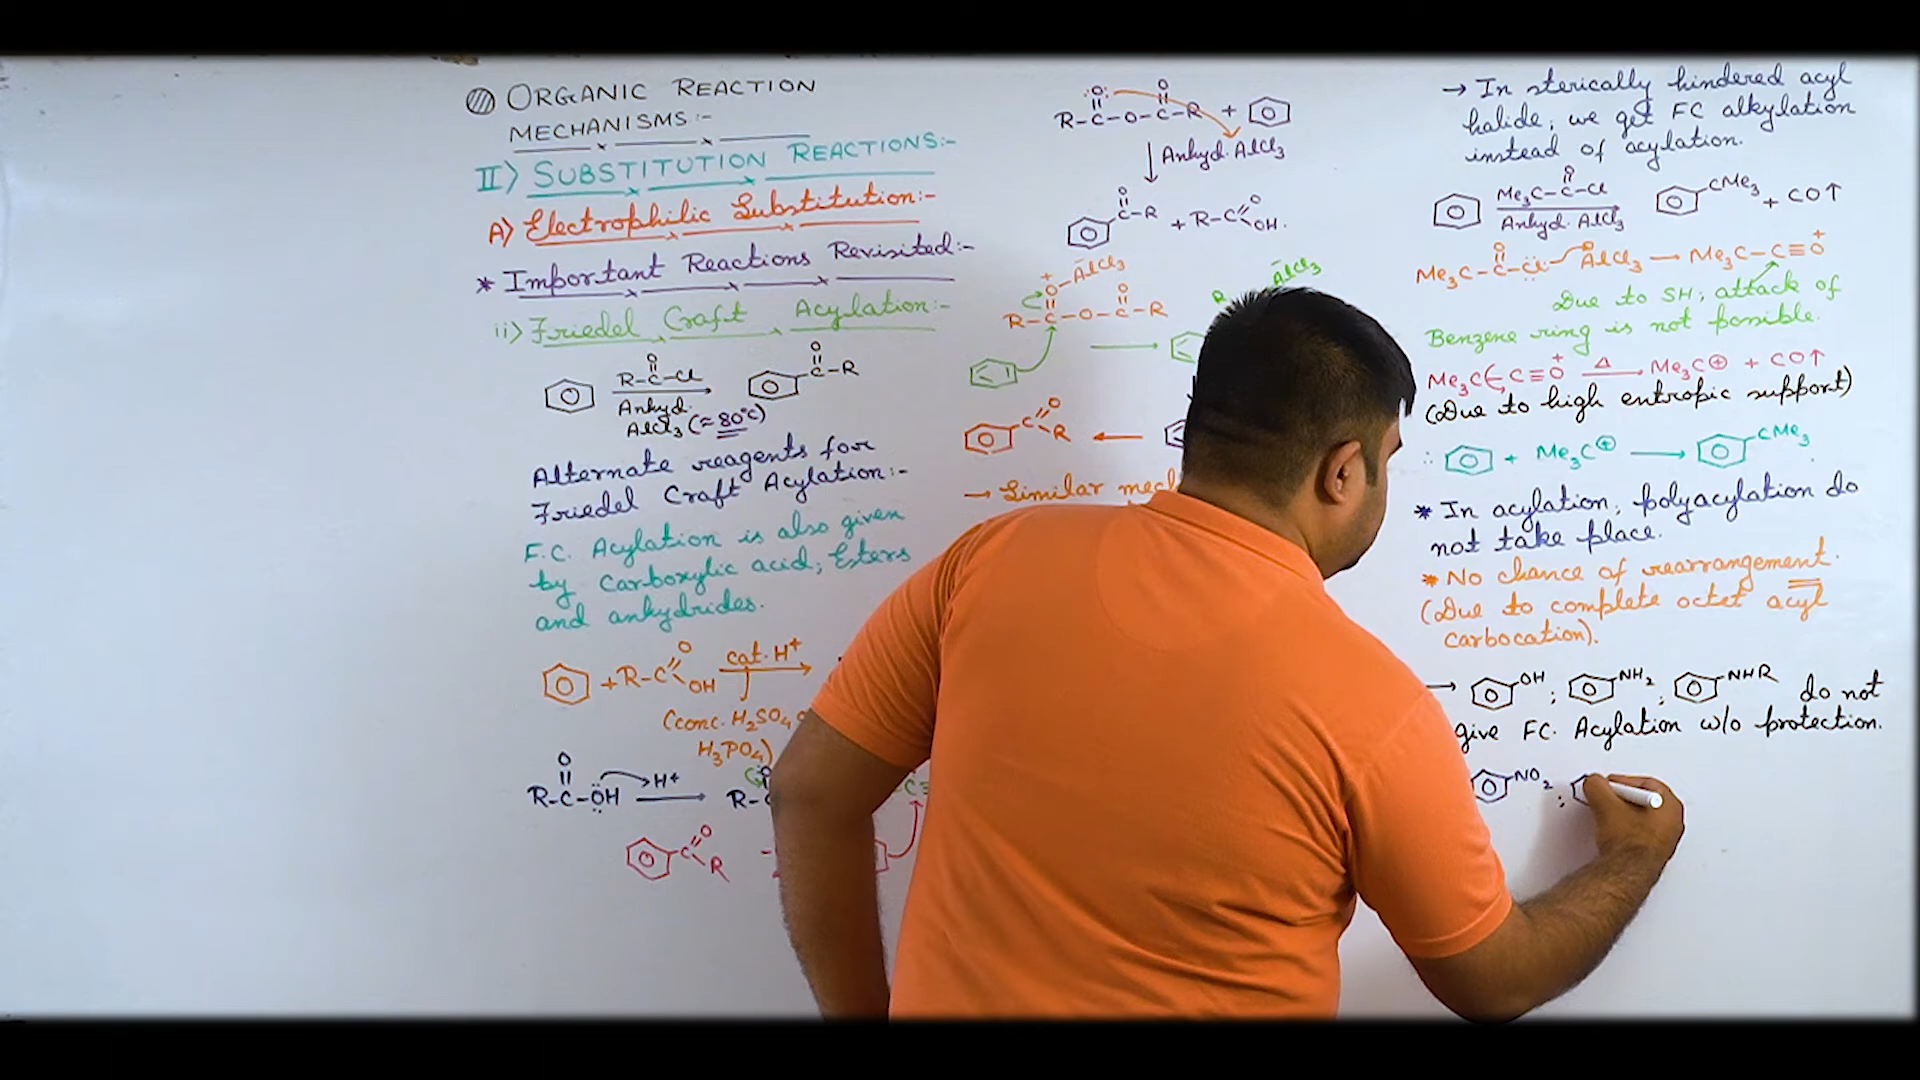 ORGANIC REACTION
MECHANISMS:-
II) SUBSTITUTION REACTIONS:-
A) Electrophilic Substitution:-
* Important Reactions Revisited:-
ii) Friedel Craft Acylation:-
O
R-C-Cl
Anhyd.
AlCl3 (≈80°C)
O
C-R
Alternate reagents for
Friedel Craft Acylation:-
F.C. Acylation is also given
by Carboxylic acid; Esters
and anhydrides.
+ R-C
O
OH
cat. H+
(conc. H2SO4
H3PO4)
O
R-C-ÖH
H+
R-
C
O
R
O O
R-C-O-C-R +
Anhyd. AlCl3
O
C-R + R-C
O
OH.
+
O-AlCl3
O
R-C-O-C-R
AlCl3
R
C
O
R
→ Similar
→ In sterically hindered acyl
halide; we get FC alkylation
instead of acylation.
O
Me3C-C-Cl
Anhyd. AlCl3
CMe3 + CO↑
O
Me3C-C-Cl: AlCl3 → Me3C-C≡O+
Due to SH; attack of
Benzene ring is not possible.
Me3C-C≡O+ Δ→ Me3C⊕ + CO↑
(Due to high entropic support)
∴ + Me3C⊕ → CMe3
* In acylation; polyacylation do
not take place.
* No chance of rearrangement.
(Due to complete octet acyl
carbocation).
→ OH ; NH2 ; NHR do not
give FC. Acylation w/o protection.
NO2 ;